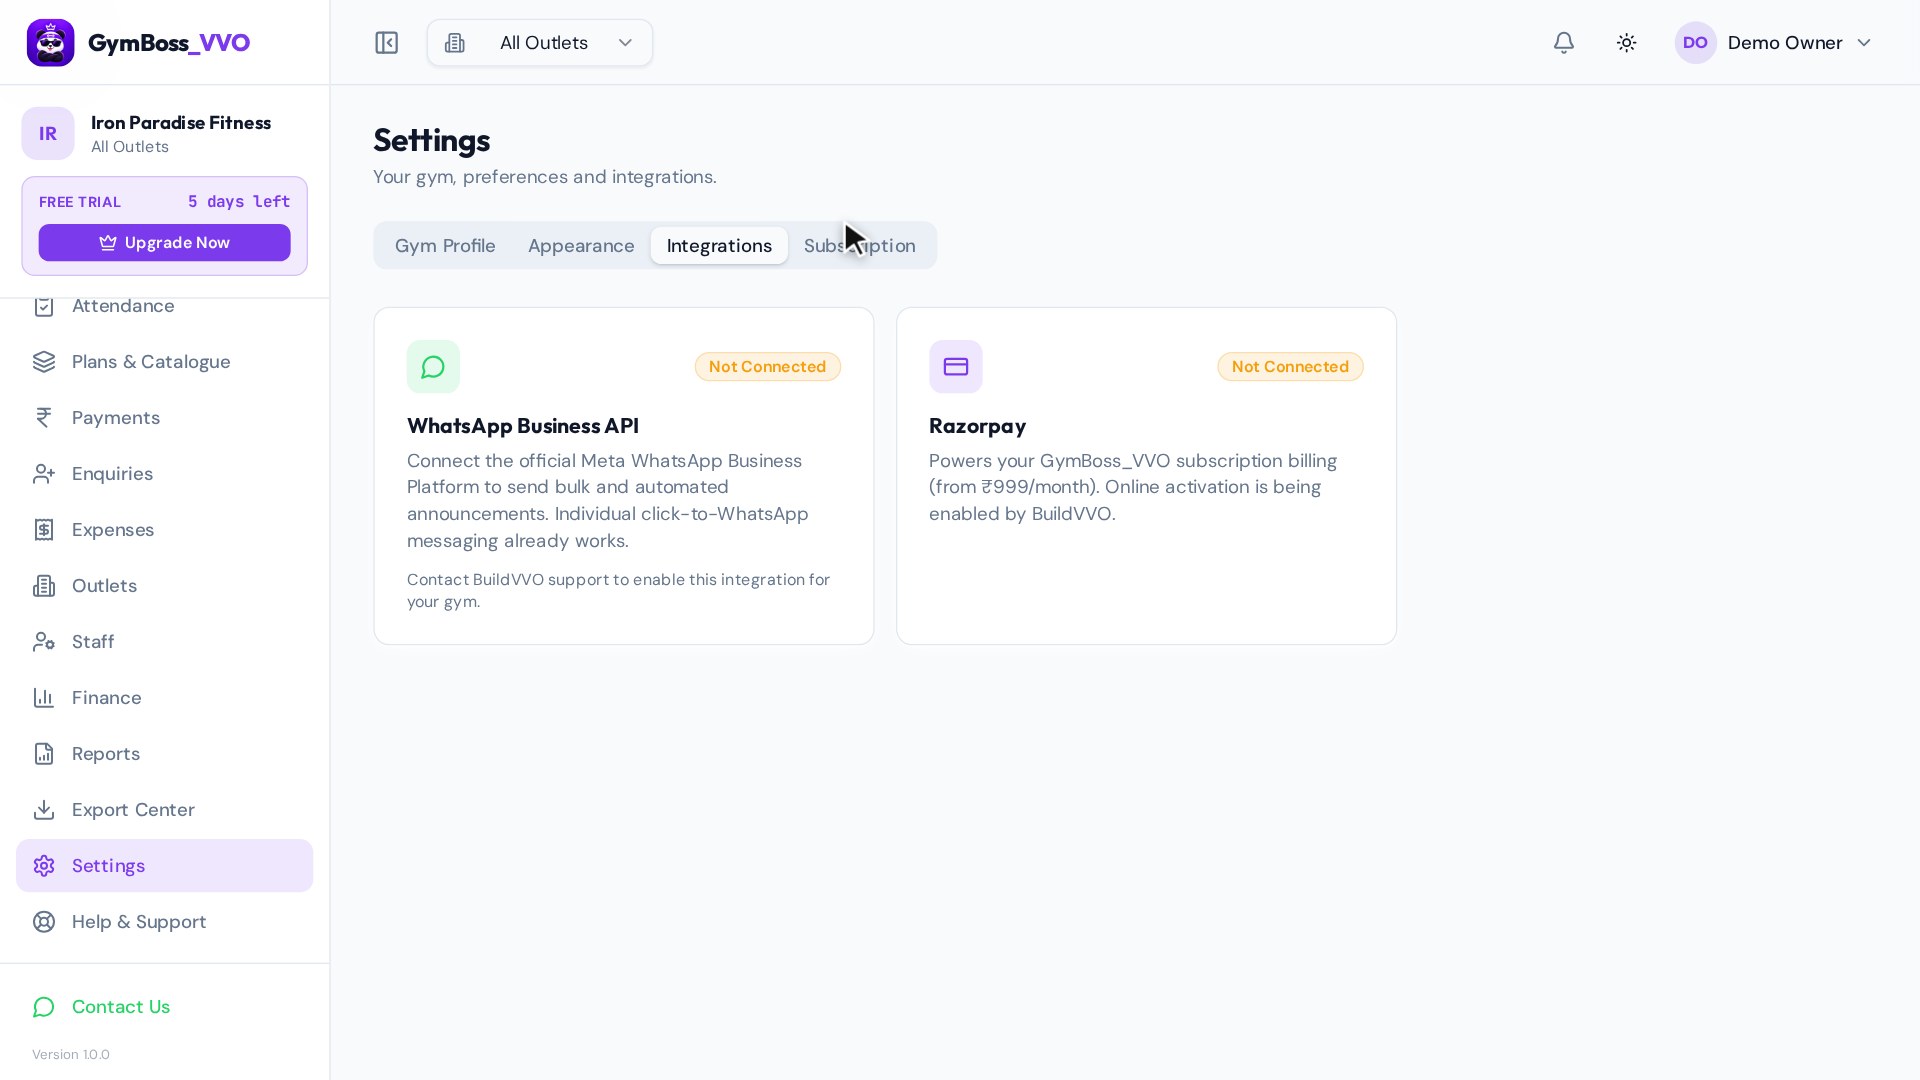 GymBoss_VVO
All Outlets
DO
Demo Owner
IR
Iron Paradise Fitness
All Outlets
FREE TRIAL
5 days left
Upgrade Now
Attendance
Plans & Catalogue
Payments
Enquiries
Expenses
Outlets
Staff
Finance
Reports
Export Center
Settings
Help & Support
Contact Us
Version 1.0.0
Settings
Your gym, preferences and integrations.
Gym Profile
Appearance
Integrations
Subscription
Not Connected
WhatsApp Business API
Connect the official Meta WhatsApp Business
Platform to send bulk and automated
announcements. Individual click-to-WhatsApp
messaging already works.
Contact BuildVVO support to enable this integration for
your gym.
Not Connected
Razorpay
Powers your GymBoss_VVO subscription billing
(from ₹999/month). Online activation is being
enabled by BuildVVO.